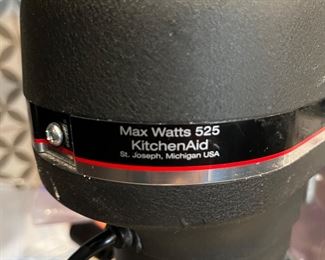 Max Watts 525
KitchenAid
St. Joseph, Michigan USA